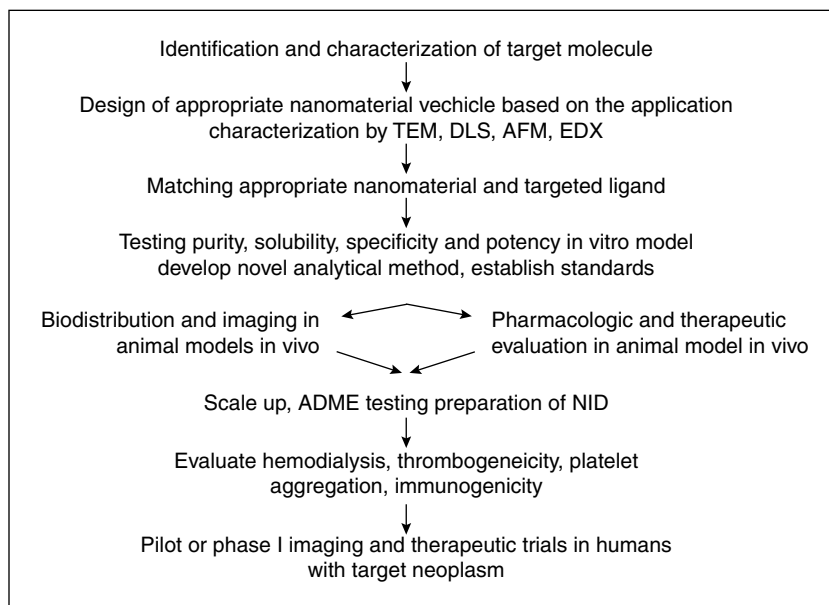 Identification and characterization of target molecule
Design of appropriate nanomaterial vechicle based on the application
characterization by TEM, DLS, AFM, EDX
Matching appropriate nanomaterial and targeted ligand
Testing purity, solubility, specificity and potency in vitro model
develop novel analytical method, establish standards
Biodistribution and imaging in
animal models in vivo
Pharmacologic and therapeutic
evaluation in animal model in vivo
Scale up, ADME testing preparation of NID
Evaluate hemodialysis, thrombogeneicity, platelet
aggregation, immunogenicity
Pilot or phase I imaging and therapeutic trials in humans
with target neoplasm